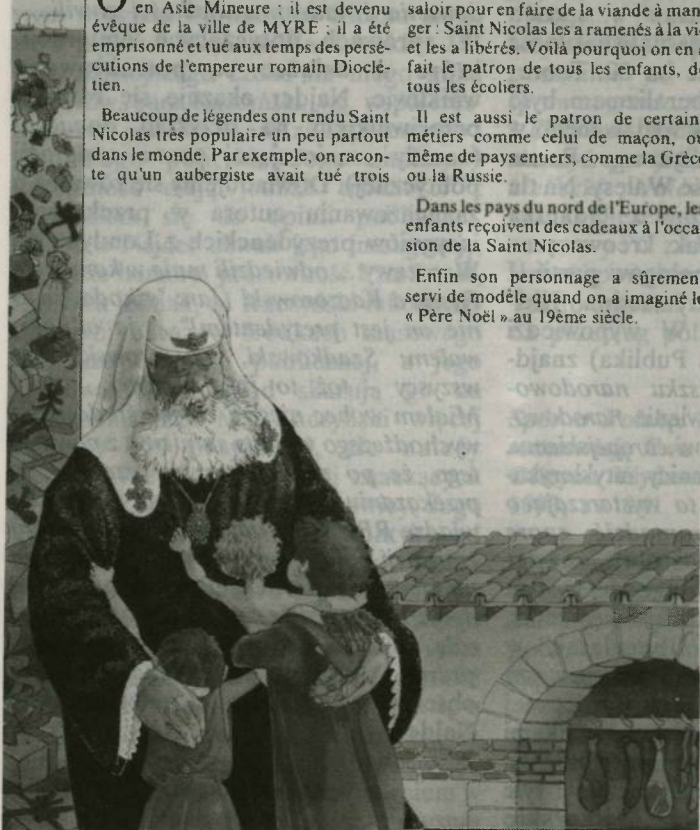 en Asie Mineure ; il est devenu
évêque de la ville de MYRE ; il a été
emprisonné et tué aux temps des persé-
cutions de l'empereur romain Dioclé-
tien.
Beaucoup de légendes ont rendu Saint
Nicolas très populaire un peu partout
dans le monde. Par exemple, on racon-
te qu'un aubergiste avait tué trois
saloir pour en faire de la viande à man
ger : Saint Nicolas les a ramenés à la vi
et les a libérés. Voilà pourquoi on en
fait le patron de tous les enfants, d
tous les écoliers.
Il est aussi le patron de certain
métiers comme celui de maçon, o
même de pays entiers, comme la Grèc
ou la Russie.
Dans les pays du nord de l'Europe, le
enfants reçoivent des cadeaux à l'occa
sion de la Saint Nicolas.
Enfin son personnage a sûremen
servi de modèle quand on a imaginé l
« Père Noël » au 19ème siècle.